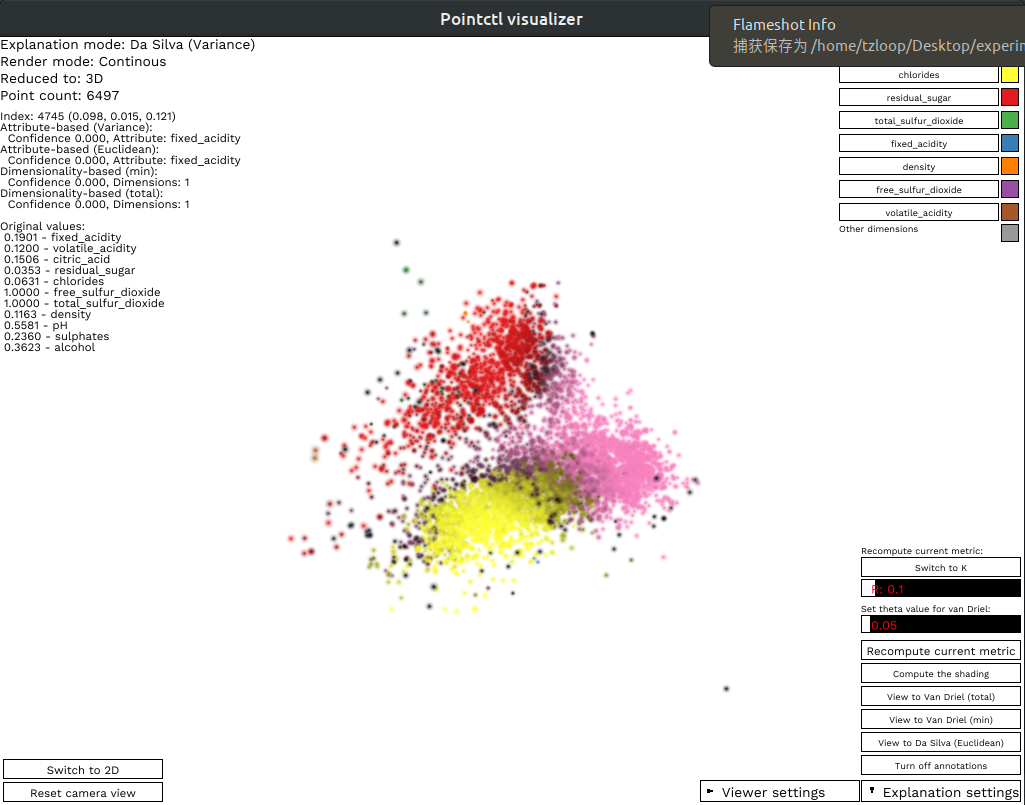 Pointctl visualizer
Flameshot Info
捕获保存为 /home/tzloop/Desktop/experim
Explanation mode: Da Silva (Variance)
Render mode: Continous
Reduced to: 3D
Point count: 6497
Index: 4745 (0.098, 0.015, 0.121)
Attribute-based (Variance):
Confidence 0.000, Attribute: fixed_acidity
Attribute-based (Euclidean):
Confidence 0.000, Attribute: fixed_acidity
Dimensionality-based (min):
Confidence 0.000, Dimensions: 1
Dimensionality-based (total):
Confidence 0.000, Dimensions: 1
Original values:
0.1901 - fixed_acidity
0.1200 - volatile_acidity
0.1506 - citric_acid
0.0353 - residual_sugar
0.0631 - chlorides
1.0000 - free_sulfur_dioxide
1.0000 - total_sulfur_dioxide
0.1163 - density
0.5581 - pH
0.2360 - sulphates
0.3623 - alcohol
chlorides
residual_sugar
total_sulfur_dioxide
fixed_acidity
density
free_sulfur_dioxide
volatile_acidity
Other dimensions
Recompute current metric:
Switch to K
R: 0.1
Set theta value for van Driel:
0.05
Recompute current metric
Compute the shading
View to Van Driel (total)
View to Van Driel (min)
View to Da Silva (Euclidean)
Turn off annotations
Switch to 2D
Reset camera view
Viewer settings
Explanation settings